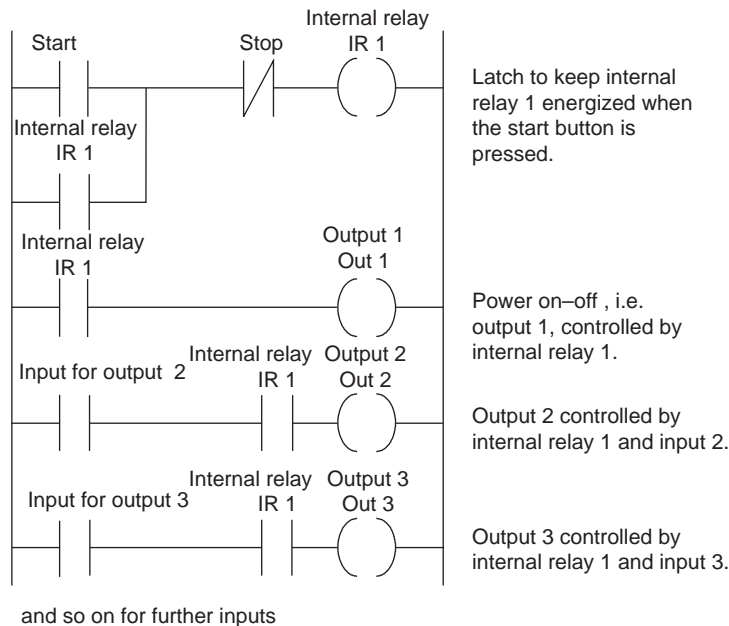 Internal relay
IR 1
Start
Stop
Latch to keep internal
relay 1 energized when
the start button is
pressed.
Internal relay
IR 1
Internal relay
IR 1
Output 1
Out 1
Power on–off , i.e.
output 1, controlled by
internal relay 1.
Input for output 2
Internal relay
IR 1
Output 2
Out 2
Output 2 controlled by
internal relay 1 and input 2.
Input for output 3
Internal relay
IR 1
Output 3
Out 3
Output 3 controlled by
internal relay 1 and input 3.
and so on for further inputs